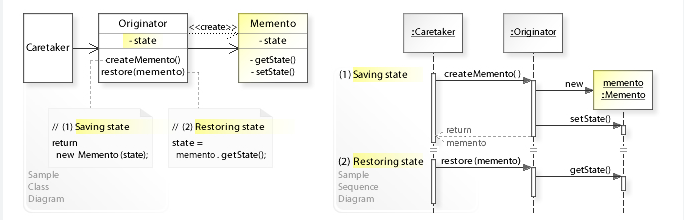 Caretaker
Originator
- state
createMemento()
restore(memento)
<<create>>
Memento
- state
- getState()
- setState()
// (1) Saving state
return
new Memento (state);
// (2) Restoring state
state =
memento . getState();
Sample
Class
Diagram
:Caretaker
:Originator
(1) Saving state
createMemento()
new
memento
:Memento
setState()
return
memento
(2) Restoring state
restore (memento)
getState()
Sample
Sequence
Diagram